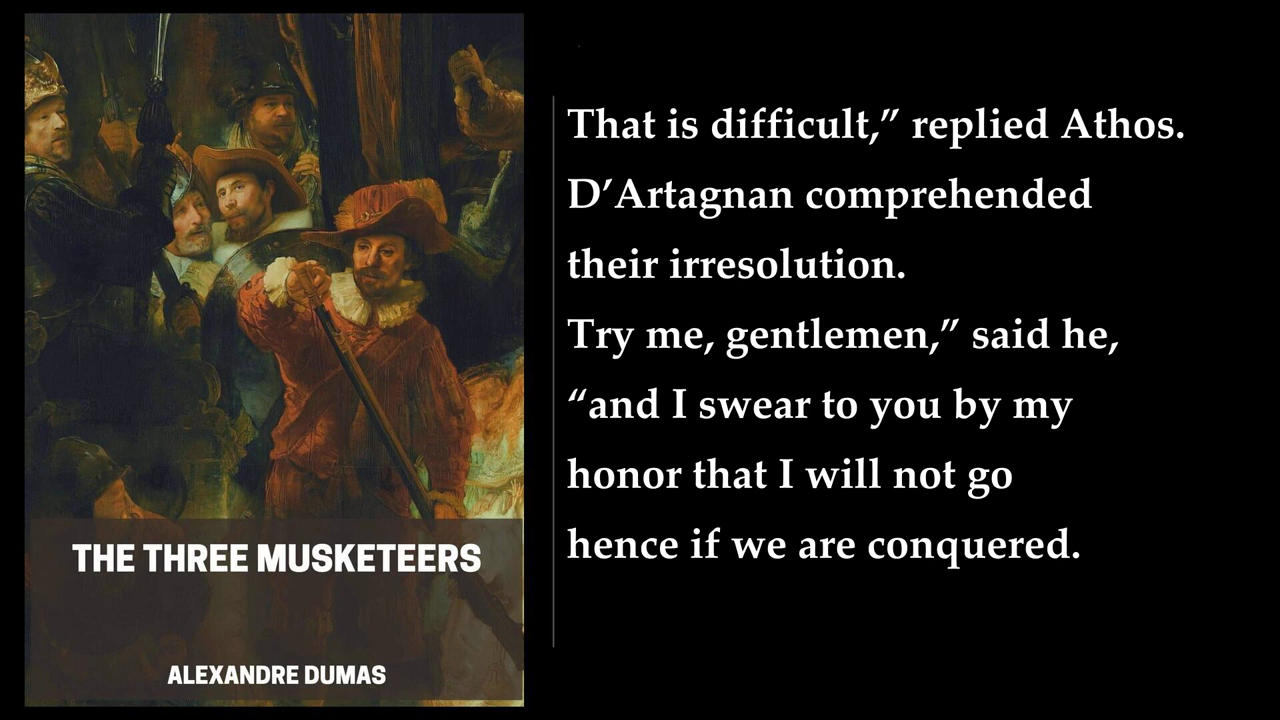 THE THREE MUSKETEERS
ALEXANDRE DUMAS
That is difficult,” replied Athos.
D’Artagnan comprehended
their irresolution.
Try me, gentlemen,” said he,
“and I swear to you by my
honor that I will not go
hence if we are conquered.